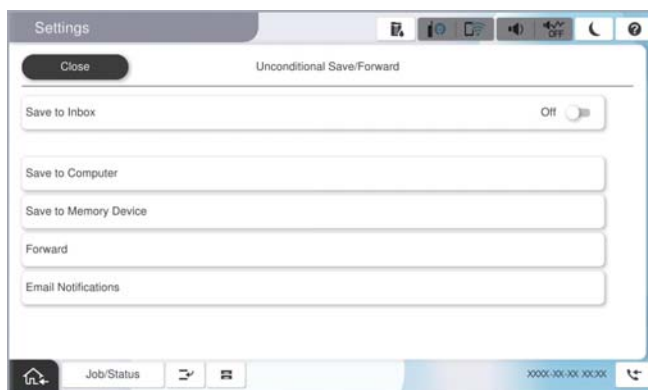 Settings
OFF
Close
Unconditional Save/Forward
Save to Inbox
Off
Save to Computer
Save to Memory Device
Forward
Email Notifications
Job/Status
XXXX-XX-XX XX:XX